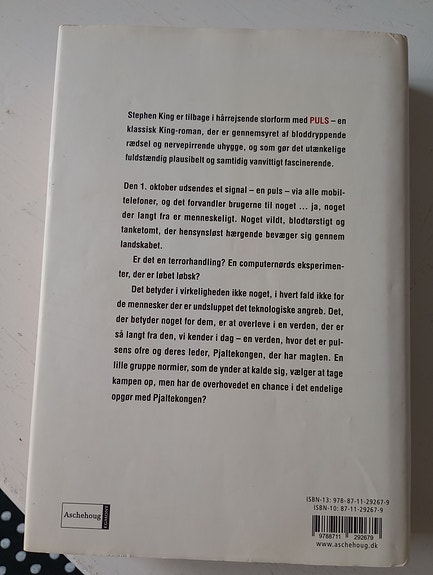 Stephen King er tilbage i hårrejsende storform med PULS – en
klassisk King-roman, der er gennemsyret af bloddryppende
rædsel og nervepirrende uhygge, og som gør det utænkelige
fuldstændig plausibelt og samtidig vanvittigt fascinerende.
Den 1. oktober udsendes et signal – en puls – via alle mobil-
telefoner, og det forvandler brugerne til noget ... ja, noget
der langt fra er menneskeligt. Noget vildt, blodtørstigt og
tanketomt, der hensynsløst hærgende bevæger sig gennem
landskabet.
Er det en terrorhandling? En computernørds eksperimen-
ter, der er løbet løbsk?
Det betyder i virkeligheden ikke noget, i hvert fald ikke for
de mennesker der er undsluppet det teknologiske angreb. Det,
der betyder noget for dem, er at overleve i en verden, der er
så langt fra den, vi kender i dag – en verden, hvor det er pul-
sens ofre og deres leder, Pjaltekongen, der har magten. En
lille gruppe normier, som de ynder at kalde sig, vælger at tage
kampen op, men har de overhovedet en chance i det endelige
opgør med Pjaltekongen?
ISBN-13: 978-87-11-29267-9
ISBN-10: 87-11-29267-9
9788711 292679
www.aschehoug.dk
Aschehoug
EGMONT